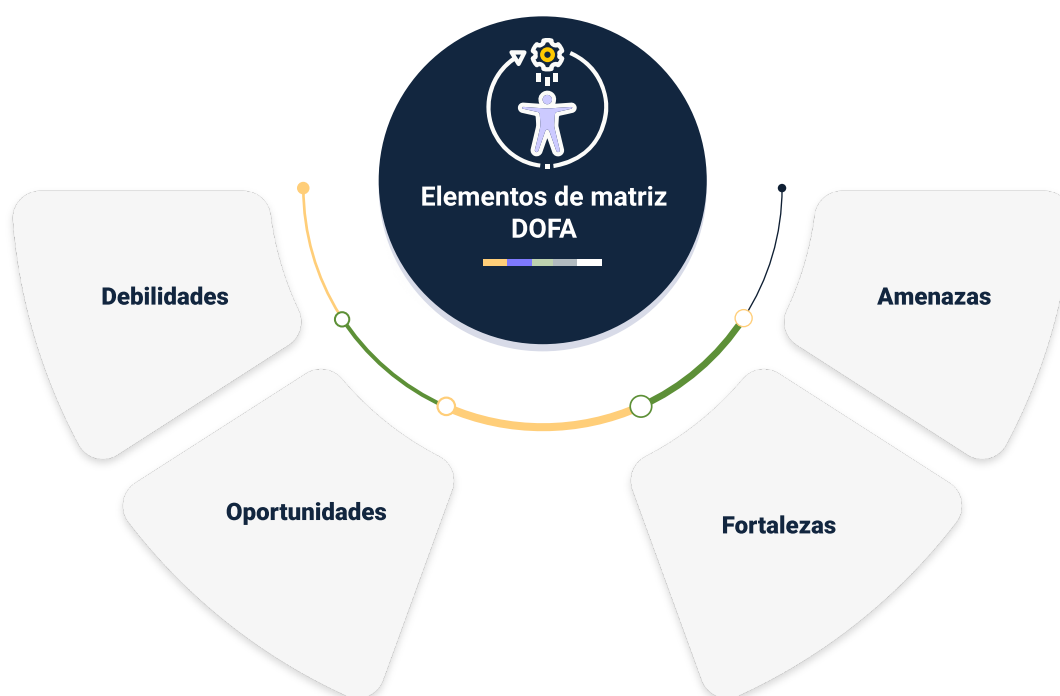 Elementos de matriz
DOFA
Debilidades
Oportunidades
Fortalezas
Amenazas